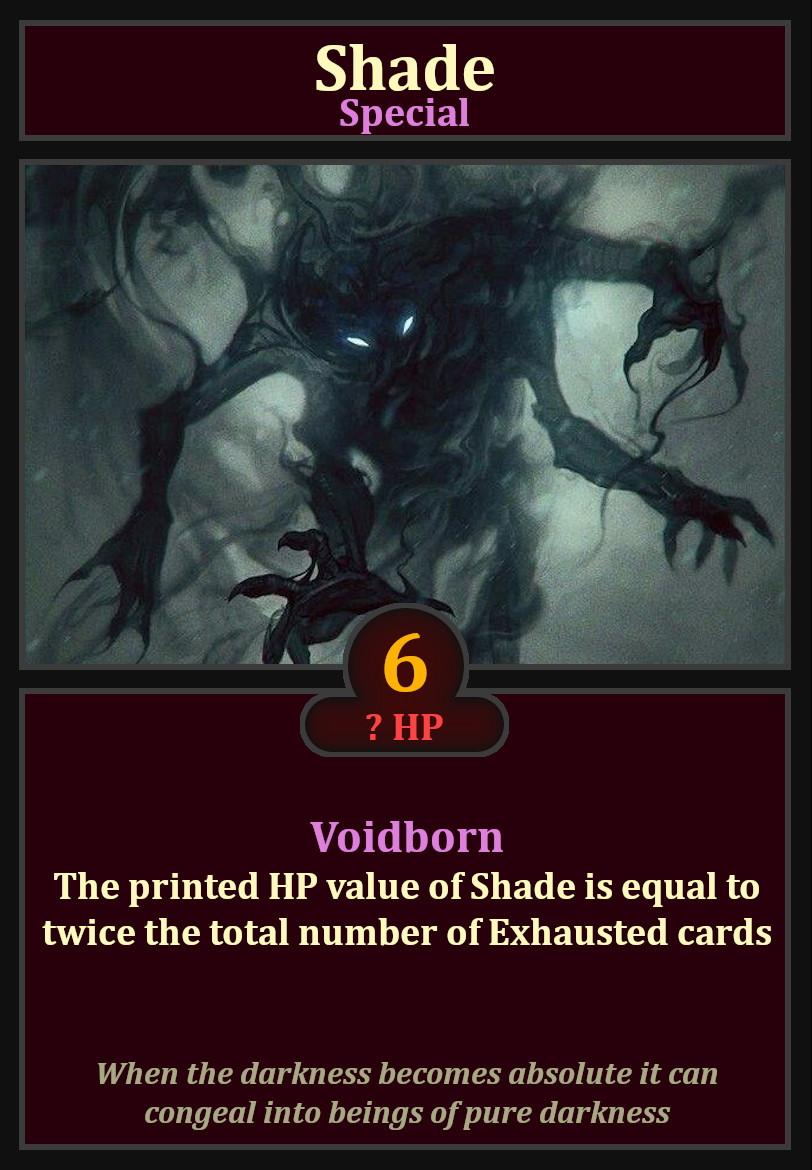 Shade
Special
6
? HP
Voidborn
The printed HP value of Shade is equal to
twice the total number of Exhausted cards
When the darkness becomes absolute it can
congeal into beings of pure darkness